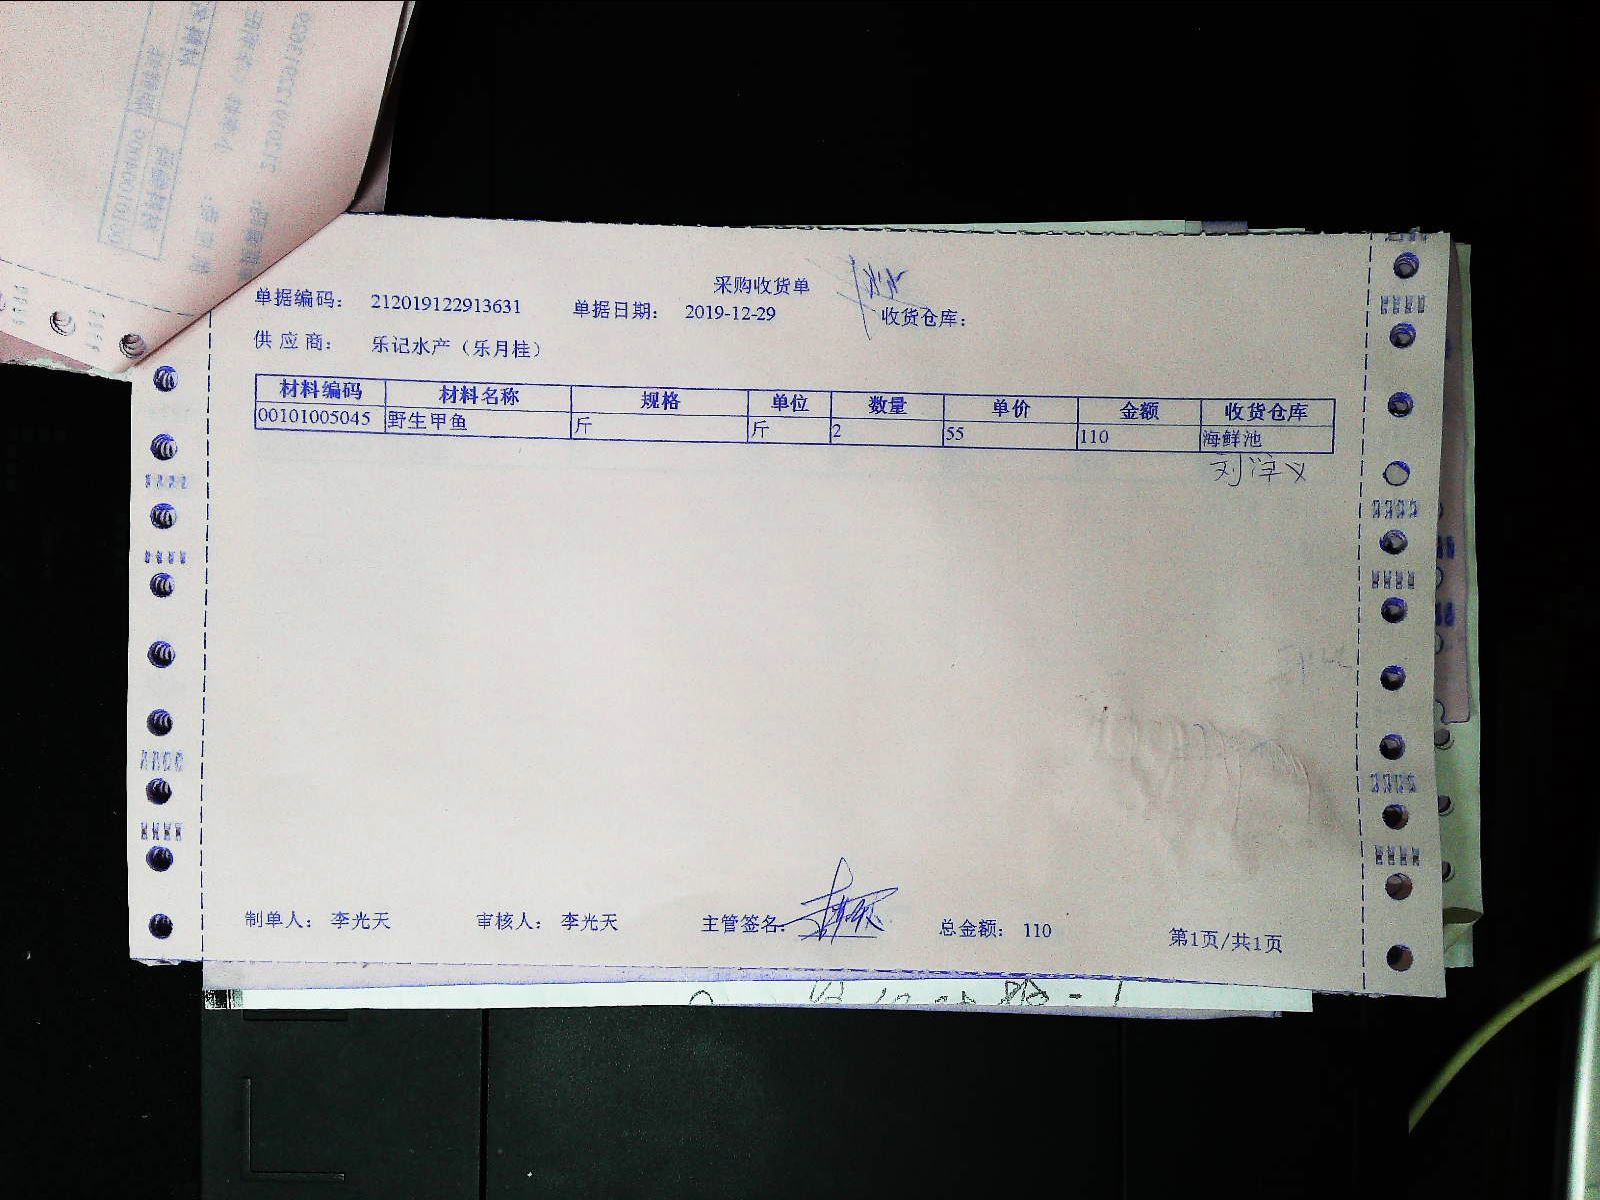 采购收货单
单据编码： 212019122913631 单据日期： 2019-12-29 收货仓库：
供应商： 乐记水产（乐月桂）
材料编码 材料名称 规格 单位 数量 单价 金额 收货仓库
00101005045 野生甲鱼 斤 斤 2 55 110 海鲜池
制单人： 李光天 审核人： 李光天 主管签名： 总金额： 110 第1页/共1页